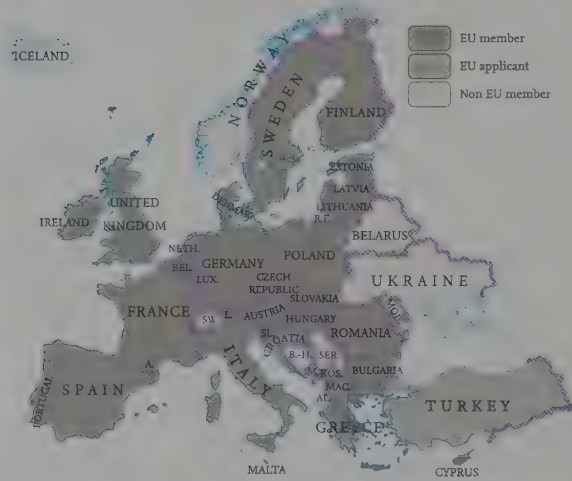 ICELAND
NORWAY
SWEDEN
FINLAND
EU member
EU applicant
Non EU member
ESTONIA
LATVIA
LITHUANIA
R.F.
DENMARK
UNITED
KINGDOM
IRELAND
BELARUS
NETH.
BEL.
LUX.
GERMANY
POLAND
CZECH
REPUBLIC
SLOVAKIA
UKRAINE
MOL.
FRANCE
SW.
L.
AUSTRIA
HUNGARY
SL.
CROATIA
ROMANIA
B.-H.
SER.
M.
KOS.
BULGARIA
MAC.
AL.
ITALY
A.
SPAIN
PORTUGAL
GREECE
TURKEY
MALTA
CYPRUS